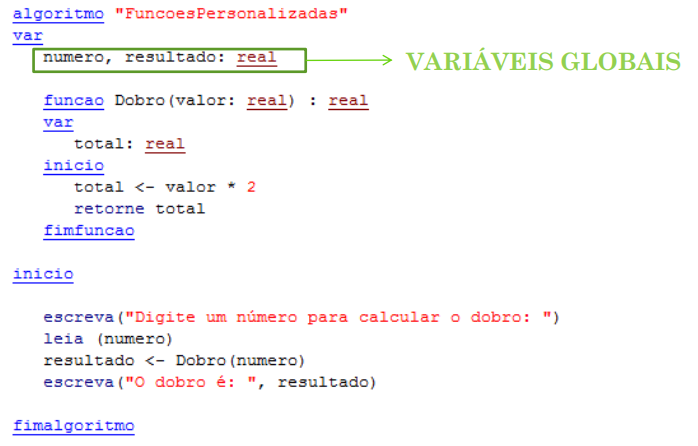 algoritmo "FuncoesPersonalizadas"
var
numero, resultado: real
VARIÁVEIS GLOBAIS
funcao Dobro(valor: real) : real
var
total: real
inicio
total <- valor * 2
retorne total
fimfuncao
inicio
escreva("Digite um número para calcular o dobro: ")
leia (numero)
resultado <- Dobro(numero)
escreva("O dobro é: ", resultado)
fimalgoritmo